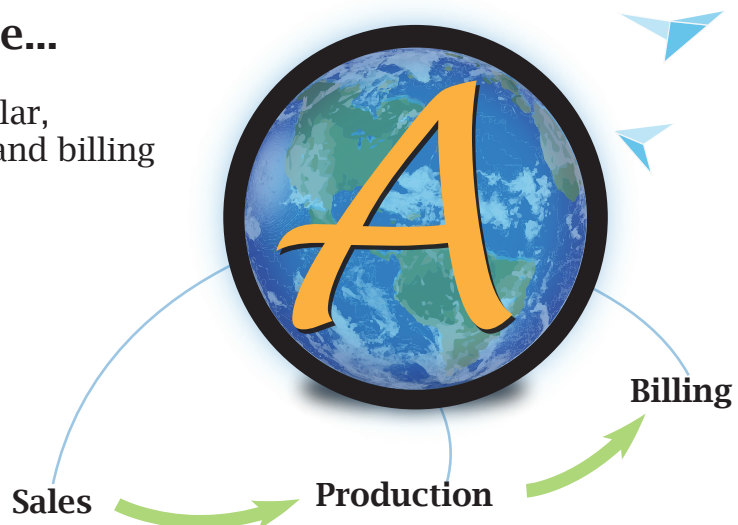 e...
lar,
and billing
A
Billing
Sales
Production